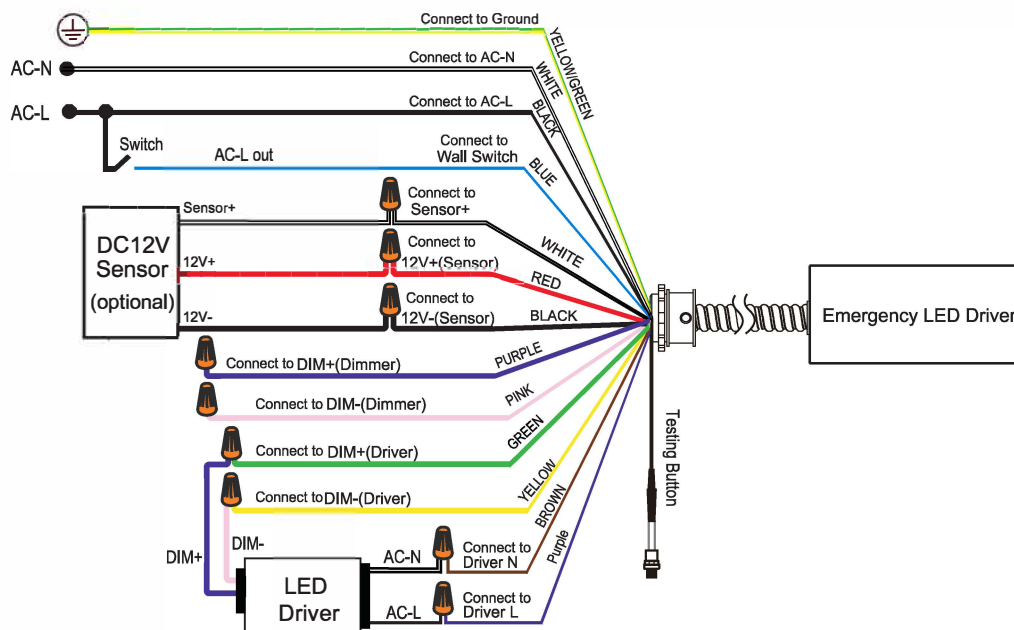 Connect to Ground
YELLOW/GREEN
AC-N
Connect to AC-N
WHITE
AC-L
Connect to AC-L
BLACK
Switch
AC-L out
Connect to
Wall Switch
BLUE
Sensor+
Connect to
Sensor+
WHITE
DC12V
Sensor
(optional)
12V+
Connect to
12V+(Sensor)
RED
12V-
Connect to
12V-(Sensor)
BLACK
Emergency LED Driver
Connect to DIM+(Dimmer)
PURPLE
Connect to DIM-(Dimmer)
PINK
Connect to DIM+(Driver)
GREEN
Connect to DIM-(Driver)
YELLOW
BROWN
Purple
Testing Button
DIM+
DIM-
LED
Driver
AC-N
Connect to
Driver N
AC-L
Connect to
Driver L